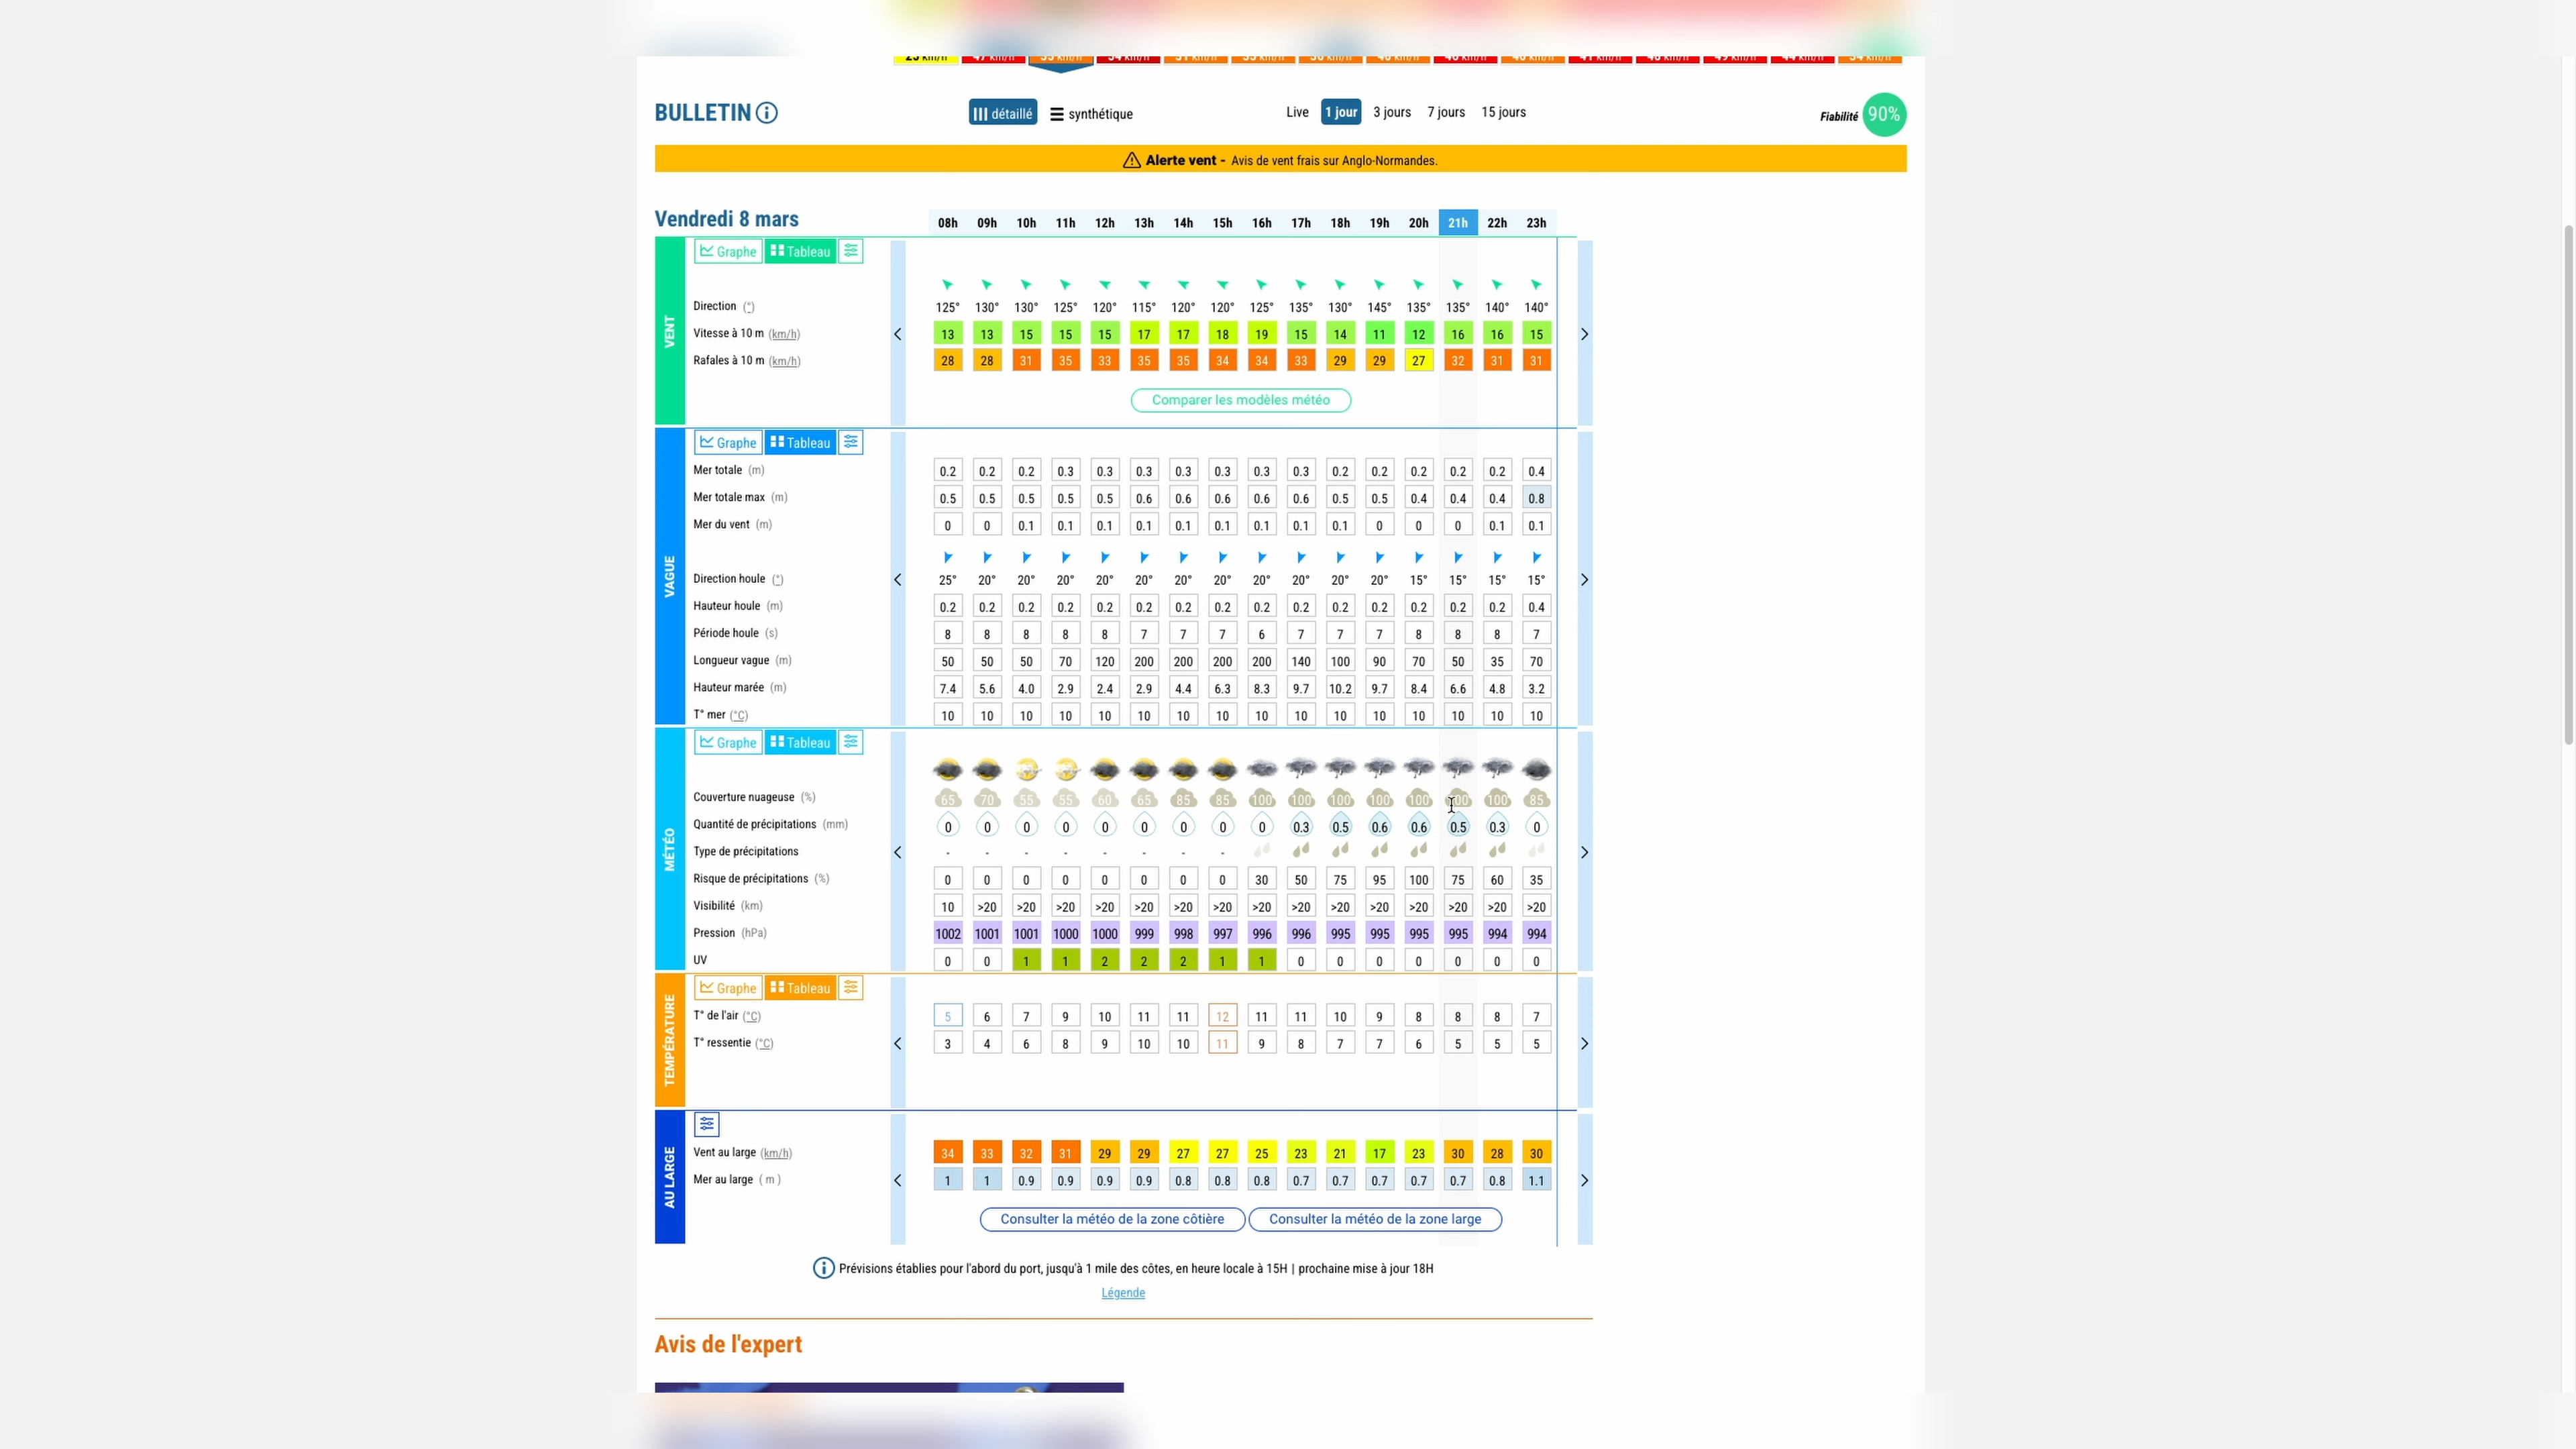 25 km/h 47 km/h 35 km/h 54 km/h 51 km/h 55 km/h 50 km/h 40 km/h 40 km/h 40 km/h 41 km/h 48 km/h 49 km/h 44 km/h 54 km/h
BULLETIN détaillé synthétique Live 1 jour 3 jours 7 jours 15 jours Fiabilité 90%
Alerte vent - Avis de vent frais sur Anglo-Normandes.
Vendredi 8 mars 08h 09h 10h 11h 12h 13h 14h 15h 16h 17h 18h 19h 20h 21h 22h 23h
VENT
Graphe Tableau
Direction (°) 125° 130° 130° 125° 120° 115° 120° 120° 125° 135° 130° 145° 135° 135° 140° 140°
Vitesse à 10 m (km/h) 13 13 15 15 15 17 17 18 19 15 14 11 12 16 16 15
Rafales à 10 m (km/h) 28 28 31 35 33 35 35 34 34 33 29 29 27 32 31 31
Comparer les modèles météo
VAGUE
Graphe Tableau
Mer totale (m) 0.2 0.2 0.2 0.3 0.3 0.3 0.3 0.3 0.3 0.3 0.2 0.2 0.2 0.2 0.2 0.4
Mer totale max (m) 0.5 0.5 0.5 0.5 0.5 0.6 0.6 0.6 0.6 0.6 0.5 0.5 0.4 0.4 0.4 0.8
Mer du vent (m) 0 0 0.1 0.1 0.1 0.1 0.1 0.1 0.1 0.1 0.1 0 0 0 0.1 0.1
Direction houle (°) 25° 20° 20° 20° 20° 20° 20° 20° 20° 20° 20° 20° 15° 15° 15° 15°
Hauteur houle (m) 0.2 0.2 0.2 0.2 0.2 0.2 0.2 0.2 0.2 0.2 0.2 0.2 0.2 0.2 0.2 0.4
Période houle (s) 8 8 8 8 8 7 7 7 6 7 7 7 8 8 8 7
Longueur vague (m) 50 50 50 70 120 200 200 200 200 140 100 90 70 50 35 70
Hauteur marée (m) 7.4 5.6 4.0 2.9 2.4 2.9 4.4 6.3 8.3 9.7 10.2 9.7 8.4 6.6 4.8 3.2
T° mer (°C) 10 10 10 10 10 10 10 10 10 10 10 10 10 10 10 10
MÉTÉO
Graphe Tableau
Couverture nuageuse (%) 65 70 55 55 60 65 85 85 100 100 100 100 100 100 100 85
Quantité de précipitations (mm) 0 0 0 0 0 0 0 0 0 0.3 0.5 0.6 0.6 0.5 0.3 0
Type de précipitations - - - - - - - -
Risque de précipitations (%) 0 0 0 0 0 0 0 0 30 50 75 95 100 75 60 35
Visibilité (km) 10 >20 >20 >20 >20 >20 >20 >20 >20 >20 >20 >20 >20 >20 >20 >20
Pression (hPa) 1002 1001 1001 1000 1000 999 998 997 996 996 995 995 995 995 994 994
UV 0 0 1 1 2 2 2 1 1 0 0 0 0 0 0 0
TEMPÉRATURE
Graphe Tableau
T° de l'air (°C) 5 6 7 9 10 11 11 12 11 11 10 9 8 8 8 7
T° ressentie (°C) 3 4 6 8 9 10 10 11 9 8 7 7 6 5 5 5
AU LARGE
Vent au large (km/h) 34 33 32 31 29 29 27 27 25 23 21 17 23 30 28 30
Mer au large ( m ) 1 1 0.9 0.9 0.9 0.9 0.8 0.8 0.8 0.7 0.7 0.7 0.7 0.7 0.8 1.1
Consulter la météo de la zone côtière Consulter la météo de la zone large
Prévisions établies pour l'abord du port, jusqu'à 1 mile des côtes, en heure locale à 15H | prochaine mise à jour 18H
Légende
Avis de l'expert